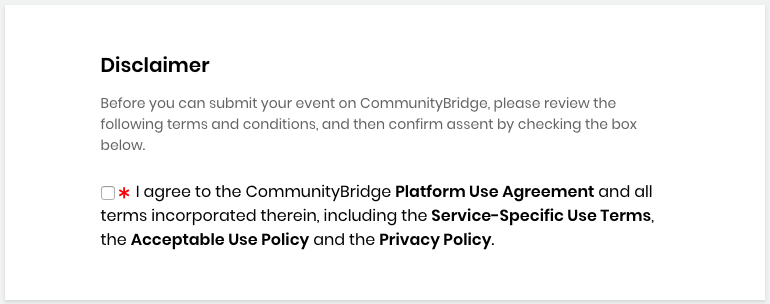 Disclaimer
Before you can submit your event on CommunityBridge, please review the
following terms and conditions, and then confirm assent by checking the box
below.
* I agree to the CommunityBridge Platform Use Agreement and all
terms incorporated therein, including the Service-Specific Use Terms,
the Acceptable Use Policy and the Privacy Policy.